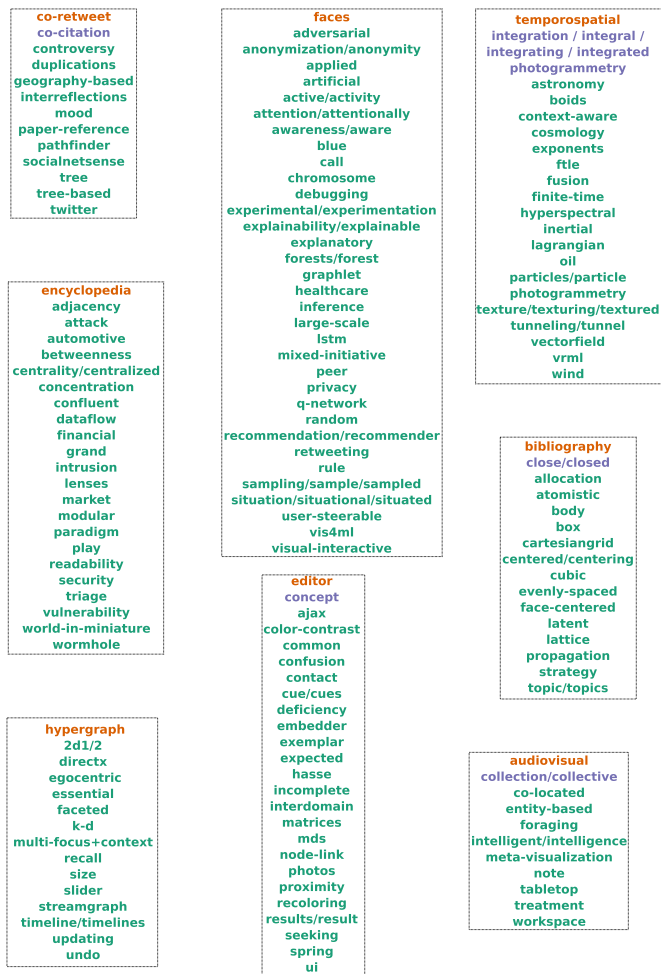 co-retweet
co-citation
controversy
duplications
geography-based
interreflections
mood
paper-reference
pathfinder
socialnetsense
tree
tree-based
twitter
encyclopedia
adjacency
attack
automotive
betweenness
centrality/centralized
concentration
confluent
dataflow
financial
grand
intrusion
lenses
market
modular
paradigm
play
readability
security
triage
vulnerability
world-in-miniature
wormhole
hypergraph
2d1/2
directx
egocentric
essential
faceted
k-d
multi-focus+context
recall
size
slider
streamgraph
timeline/timelines
updating
undo
faces
adversarial
anonymization/anonymity
applied
artificial
active/activity
attention/attentionally
awareness/aware
blue
call
chromosome
debugging
experimental/experimentation
explainability/explainable
explanatory
forests/forest
graphlet
healthcare
inference
large-scale
lstm
mixed-initiative
peer
privacy
q-network
random
recommendation/recommender
retweeting
rule
sampling/sample/sampled
situation/situational/situated
user-steerable
vis4ml
visual-interactive
editor
concept
ajax
color-contrast
common
confusion
contact
cue/cues
deficiency
embedder
exemplar
expected
hasse
incomplete
interdomain
matrices
mds
node-link
photos
proximity
recoloring
results/result
seeking
spring
ui
temporospatial
integration / integral /
integrating / integrated
photogrammetry
astronomy
boids
context-aware
cosmology
exponents
ftle
fusion
finite-time
hyperspectral
inertial
lagrangian
oil
particles/particle
photogrammetry
texture/texturing/textured
tunneling/tunnel
vectorfield
vrml
wind
bibliography
close/closed
allocation
atomistic
body
box
cartesiangrid
centered/centering
cubic
evenly-spaced
face-centered
latent
lattice
propagation
strategy
topic/topics
audiovisual
collection/collective
co-located
entity-based
foraging
intelligent/intelligence
meta-visualization
note
tabletop
treatment
workspace